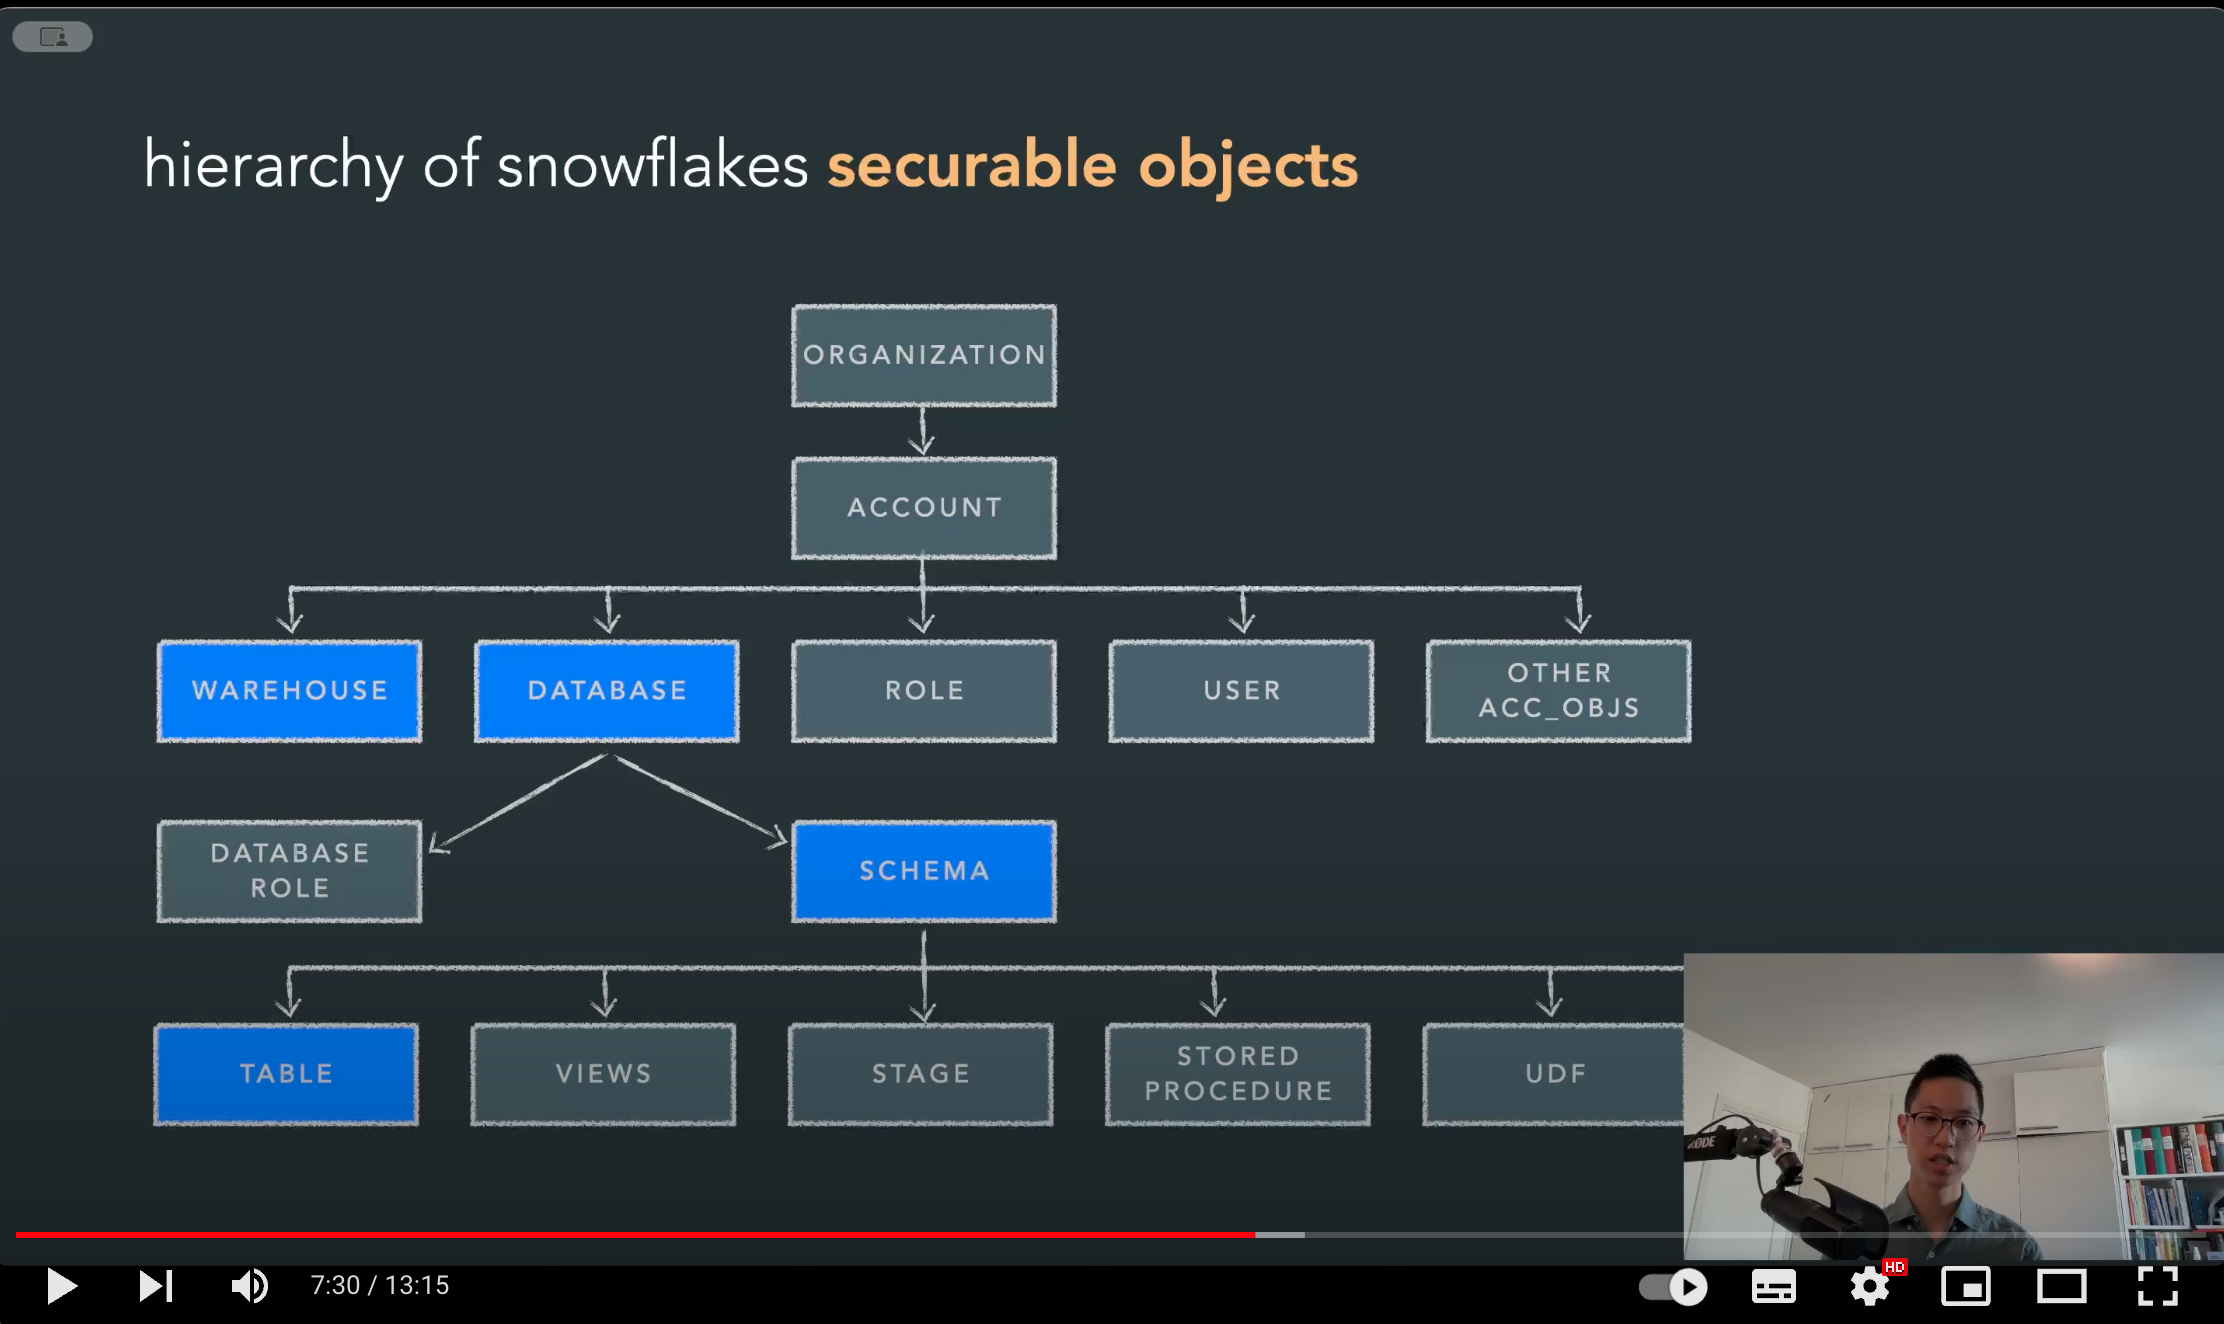 hierarchy of snowflakes securable objects
ORGANIZATION
ACCOUNT
WAREHOUSE
DATABASE
ROLE
USER
OTHER
ACC_OBJS
DATABASE
ROLE
SCHEMA
TABLE
VIEWS
STAGE
STORED
PROCEDURE
UDF
RØDE
7:30 / 13:15
HD